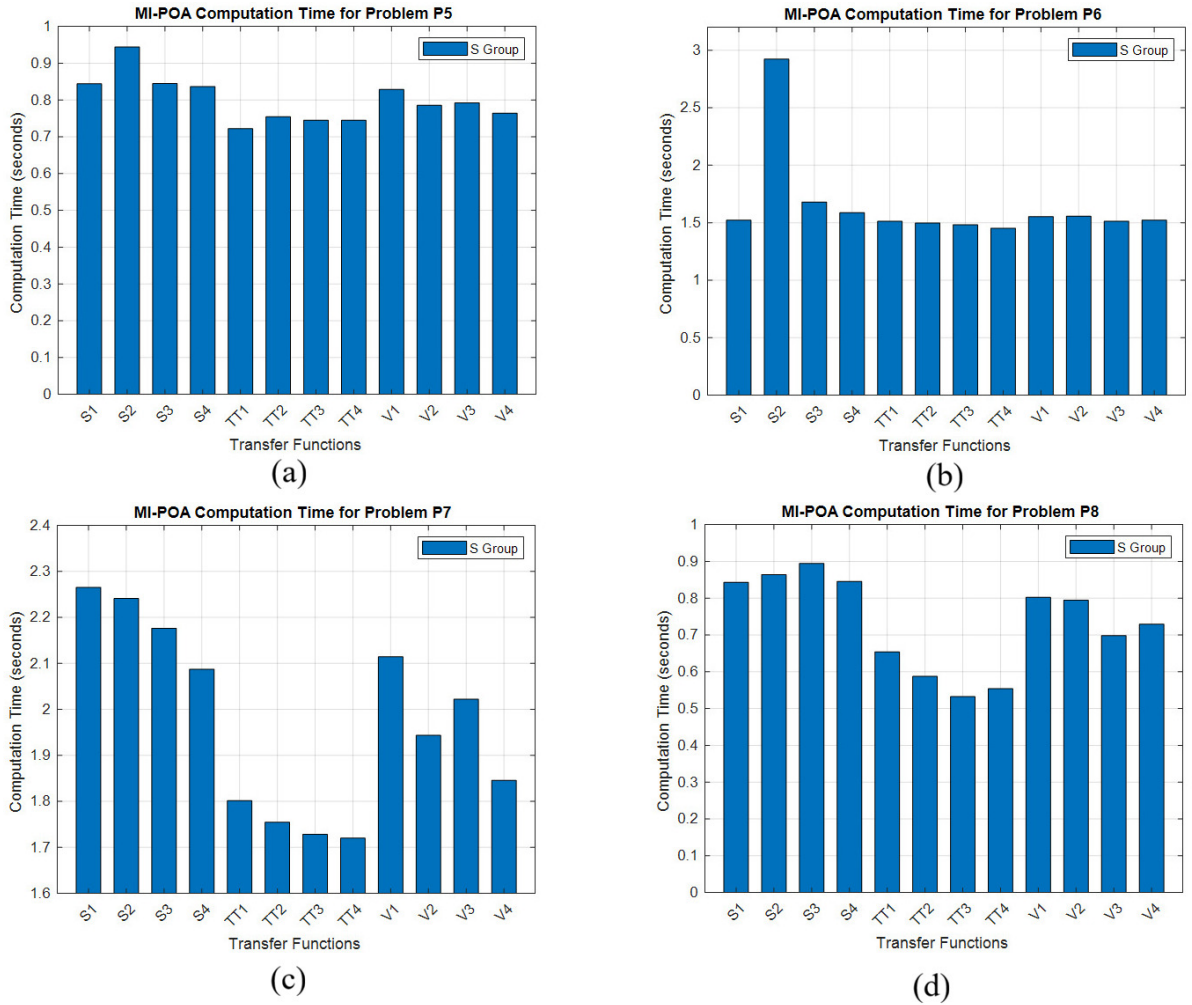 MI-POA Computation Time for Problem P5
S Group
Computation Time (seconds)
1
0.9
0.8
0.7
0.6
0.5
0.4
0.3
0.2
0.1
0
S1 S2 S3 S4 TT1 TT2 TT3 TT4 V1 V2 V3 V4
Transfer Functions
(a)
MI-POA Computation Time for Problem P6
S Group
Computation Time (seconds)
3
2.5
2
1.5
1
0.5
0
S1 S2 S3 S4 TT1 TT2 TT3 TT4 V1 V2 V3 V4
Transfer Functions
(b)
MI-POA Computation Time for Problem P7
S Group
Computation Time (seconds)
2.4
2.3
2.2
2.1
2
1.9
1.8
1.7
1.6
S1 S2 S3 S4 TT1 TT2 TT3 TT4 V1 V2 V3 V4
Transfer Functions
(c)
MI-POA Computation Time for Problem P8
S Group
Computation Time (seconds)
1
0.9
0.8
0.7
0.6
0.5
0.4
0.3
0.2
0.1
0
S1 S2 S3 S4 TT1 TT2 TT3 TT4 V1 V2 V3 V4
Transfer Functions
(d)